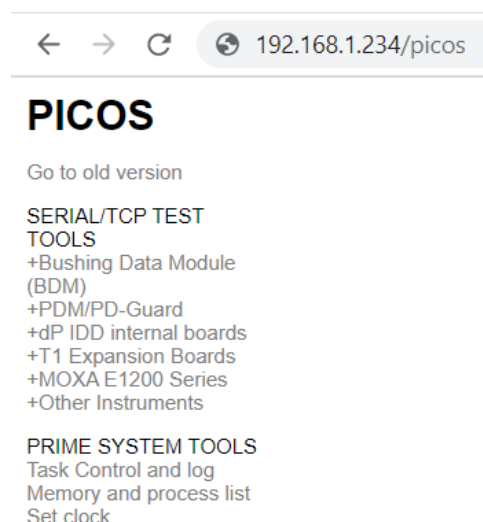 192.168.1.234/picos
PICOS
Go to old version
SERIAL/TCP TEST
TOOLS
+Bushing Data Module
(BDM)
+PDM/PD-Guard
+dP IDD internal boards
+T1 Expansion Boards
+MOXA E1200 Series
+Other Instruments
PRIME SYSTEM TOOLS
Task Control and log
Memory and process list
Set clock